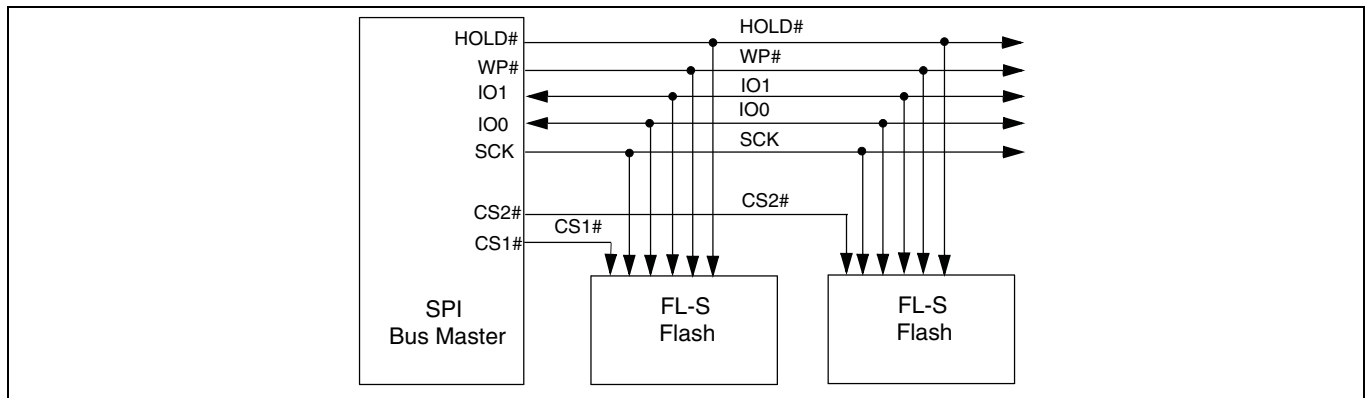 HOLD# HOLD#
WP# WP#
IO1 IO1
IO0 IO0
SCK SCK
CS2# CS2#
CS1# CS1#
SPI
Bus Master
FL-S
Flash
FL-S
Flash